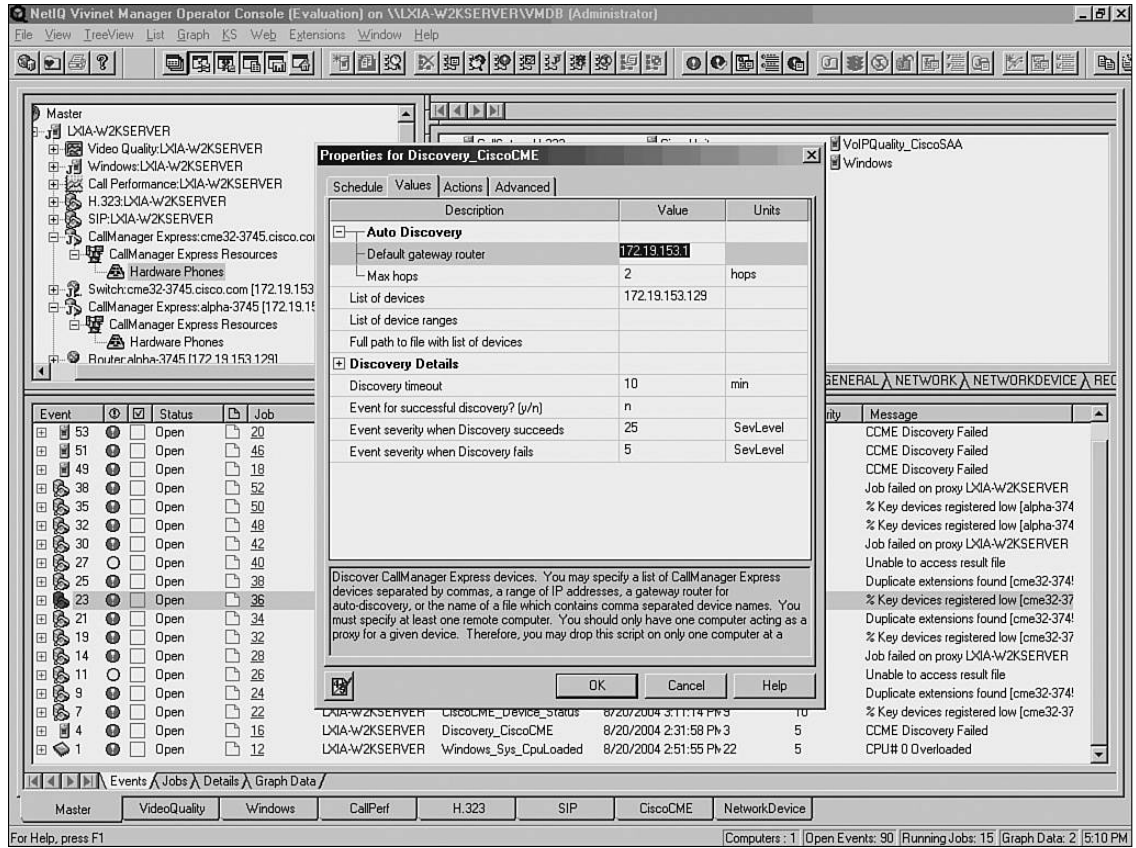 NetIQ Vivinet Manager Operator Console (Evaluation) on \\LXIA-W2KSERVER\VMDB (Administrator)
File View TreeView List Graph KS Web Extensions Window Help
Master
LXIA-W2KSERVER
Video Quality:LXIA-W2KSERVER
Windows:LXIA-W2KSERVER
Call Performance:LXIA-W2KSERVER
H.323:LXIA-W2KSERVER
SIP:LXIA-W2KSERVER
CallManager Express:cme32-3745.cisco.co
CallManager Express Resources
Hardware Phones
Switch:cme32-3745.cisco.com [172.19.153
CallManager Express:alpha-3745 [172.19.15
CallManager Express Resources
Hardware Phones
Router:alpha-3745 [172.19.153.129]
VoIPQuality_CiscoSAA
Windows
GENERAL NETWORK NETWORKDEVICE REC
Properties for Discovery_CiscoCME
Schedule Values Actions Advanced
Description Value Units
Auto Discovery
Default gateway router 172.19.153.1
Max hops 2 hops
List of devices 172.19.153.129
List of device ranges
Full path to file with list of devices
Discovery Details
Discovery timeout 10 min
Event for successful discovery? (y/n) n
Event severity when Discovery succeeds 25 SevLevel
Event severity when Discovery fails 5 SevLevel
Discover CallManager Express devices. You may specify a list of CallManager Express
devices separated by commas, a range of IP addresses, a gateway router for
auto-discovery, or the name of a file which contains comma separated device names. You
must specify at least one remote computer. You should only have one computer acting as a
proxy for a given device. Therefore, you may drop this script on only one computer at a
OK Cancel Help
Event Status Job rity Message
53 Open 20 CCME Discovery Failed
51 Open 46 CCME Discovery Failed
49 Open 18 CCME Discovery Failed
38 Open 52 Job failed on proxy LXIA-W2KSERVER
35 Open 50 % Key devices registered low [alpha-374
32 Open 48 % Key devices registered low [alpha-374
30 Open 42 Job failed on proxy LXIA-W2KSERVER
27 Open 40 Unable to access result file
25 Open 38 Duplicate extensions found [cme32-374
23 Open 36 % Key devices registered low [cme32-37
21 Open 34 Duplicate extensions found [cme32-374
19 Open 32 % Key devices registered low [cme32-37
14 Open 28 Job failed on proxy LXIA-W2KSERVER
11 Open 26 Unable to access result file
9 Open 24 Duplicate extensions found [cme32-374
7 Open 22 LXIA-W2KSERVER CiscoCME_Device_Status 8/20/2004 3:11:14 PM 9 10 % Key devices registered low [cme32-37
4 Open 16 LXIA-W2KSERVER Discovery_CiscoCME 8/20/2004 2:31:58 PM 3 5 CCME Discovery Failed
1 Open 12 LXIA-W2KSERVER Windows_Sys_CpuLoaded 8/20/2004 2:51:55 PM 22 5 CPU# 0 Overloaded
Events Jobs Details Graph Data
Master VideoQuality Windows CallPerf H.323 SIP CiscoCME NetworkDevice
For Help, press F1 Computers : 1 Open Events: 90 Running Jobs: 15 Graph Data: 2 5:10 PM